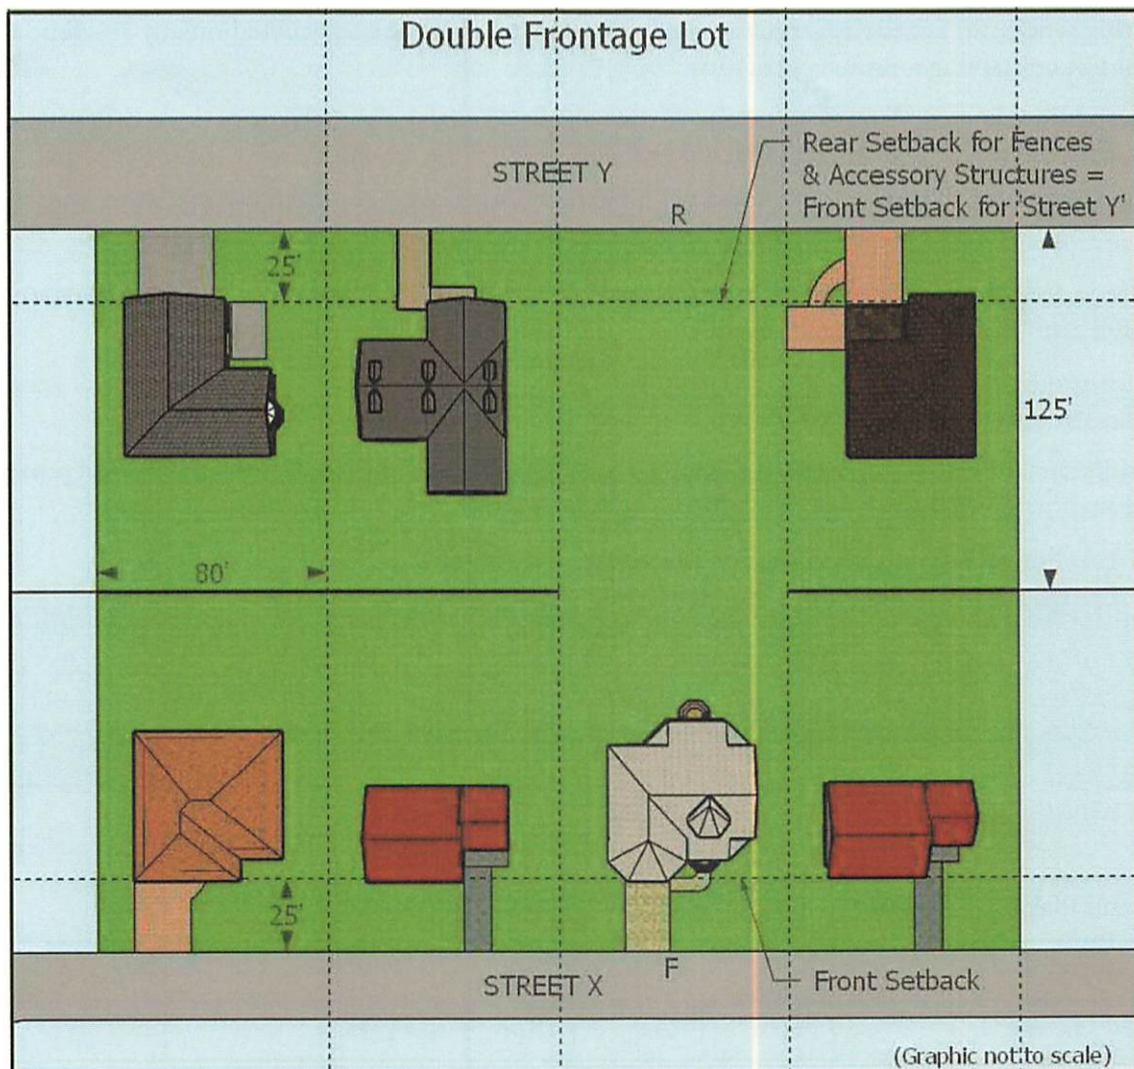 Double Frontage Lot
STREET Y
Rear Setback for Fences
& Accessory Structures =
Front Setback for 'Street Y'
R
25'
125'
80'
25'
F
STREET X
Front Setback
(Graphic not to scale)